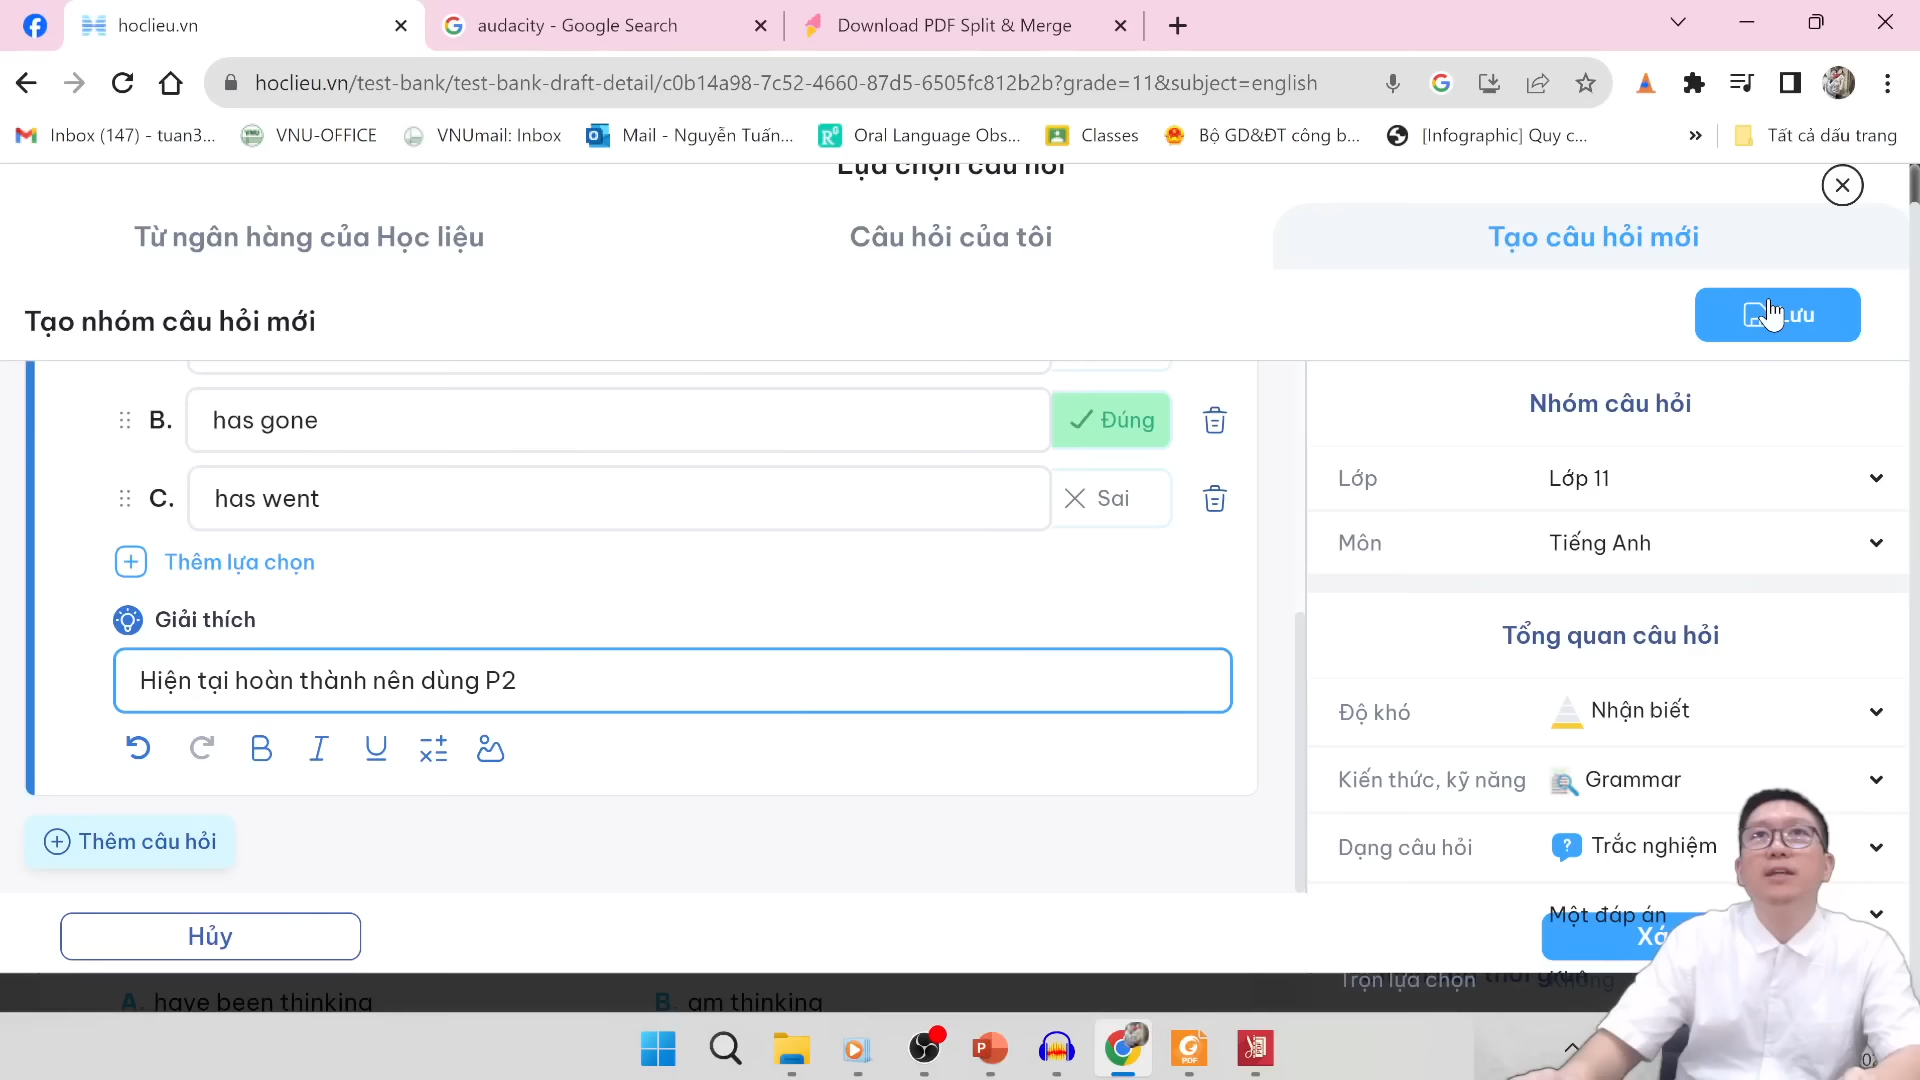 hoclieu.vn
audacity - Google Search
Download PDF Split & Merge
hoclieu.vn/test-bank/test-bank-draft-detail/c0b14a98-7c52-4660-87d5-6505fc812b2b?grade=11&subject=english
Inbox (147) - tuan3...
VNU-OFFICE
VNUmail: Inbox
Mail - Nguyễn Tuấn...
Oral Language Obs...
Classes
Bộ GD&ĐT công b...
[Infographic] Quy c...
»
Tất cả dấu trang
Lựa chọn câu hỏi
Từ ngân hàng của Học liệu
Câu hỏi của tôi
Tạo câu hỏi mới
Tạo nhóm câu hỏi mới
Lưu
B. has gone
Đúng
C. has went
Sai
Thêm lựa chọn
Giải thích
Hiện tại hoàn thành nên dùng P2
Thêm câu hỏi
Hủy
Nhóm câu hỏi
Lớp
Lớp 11
Môn
Tiếng Anh
Tổng quan câu hỏi
Độ khó
Nhận biết
Kiến thức, kỹ năng
Grammar
Dạng câu hỏi
Trắc nghiệm
Một đáp án
Trộn lựa chọn
Không
A. have been thinking
B. am thinking